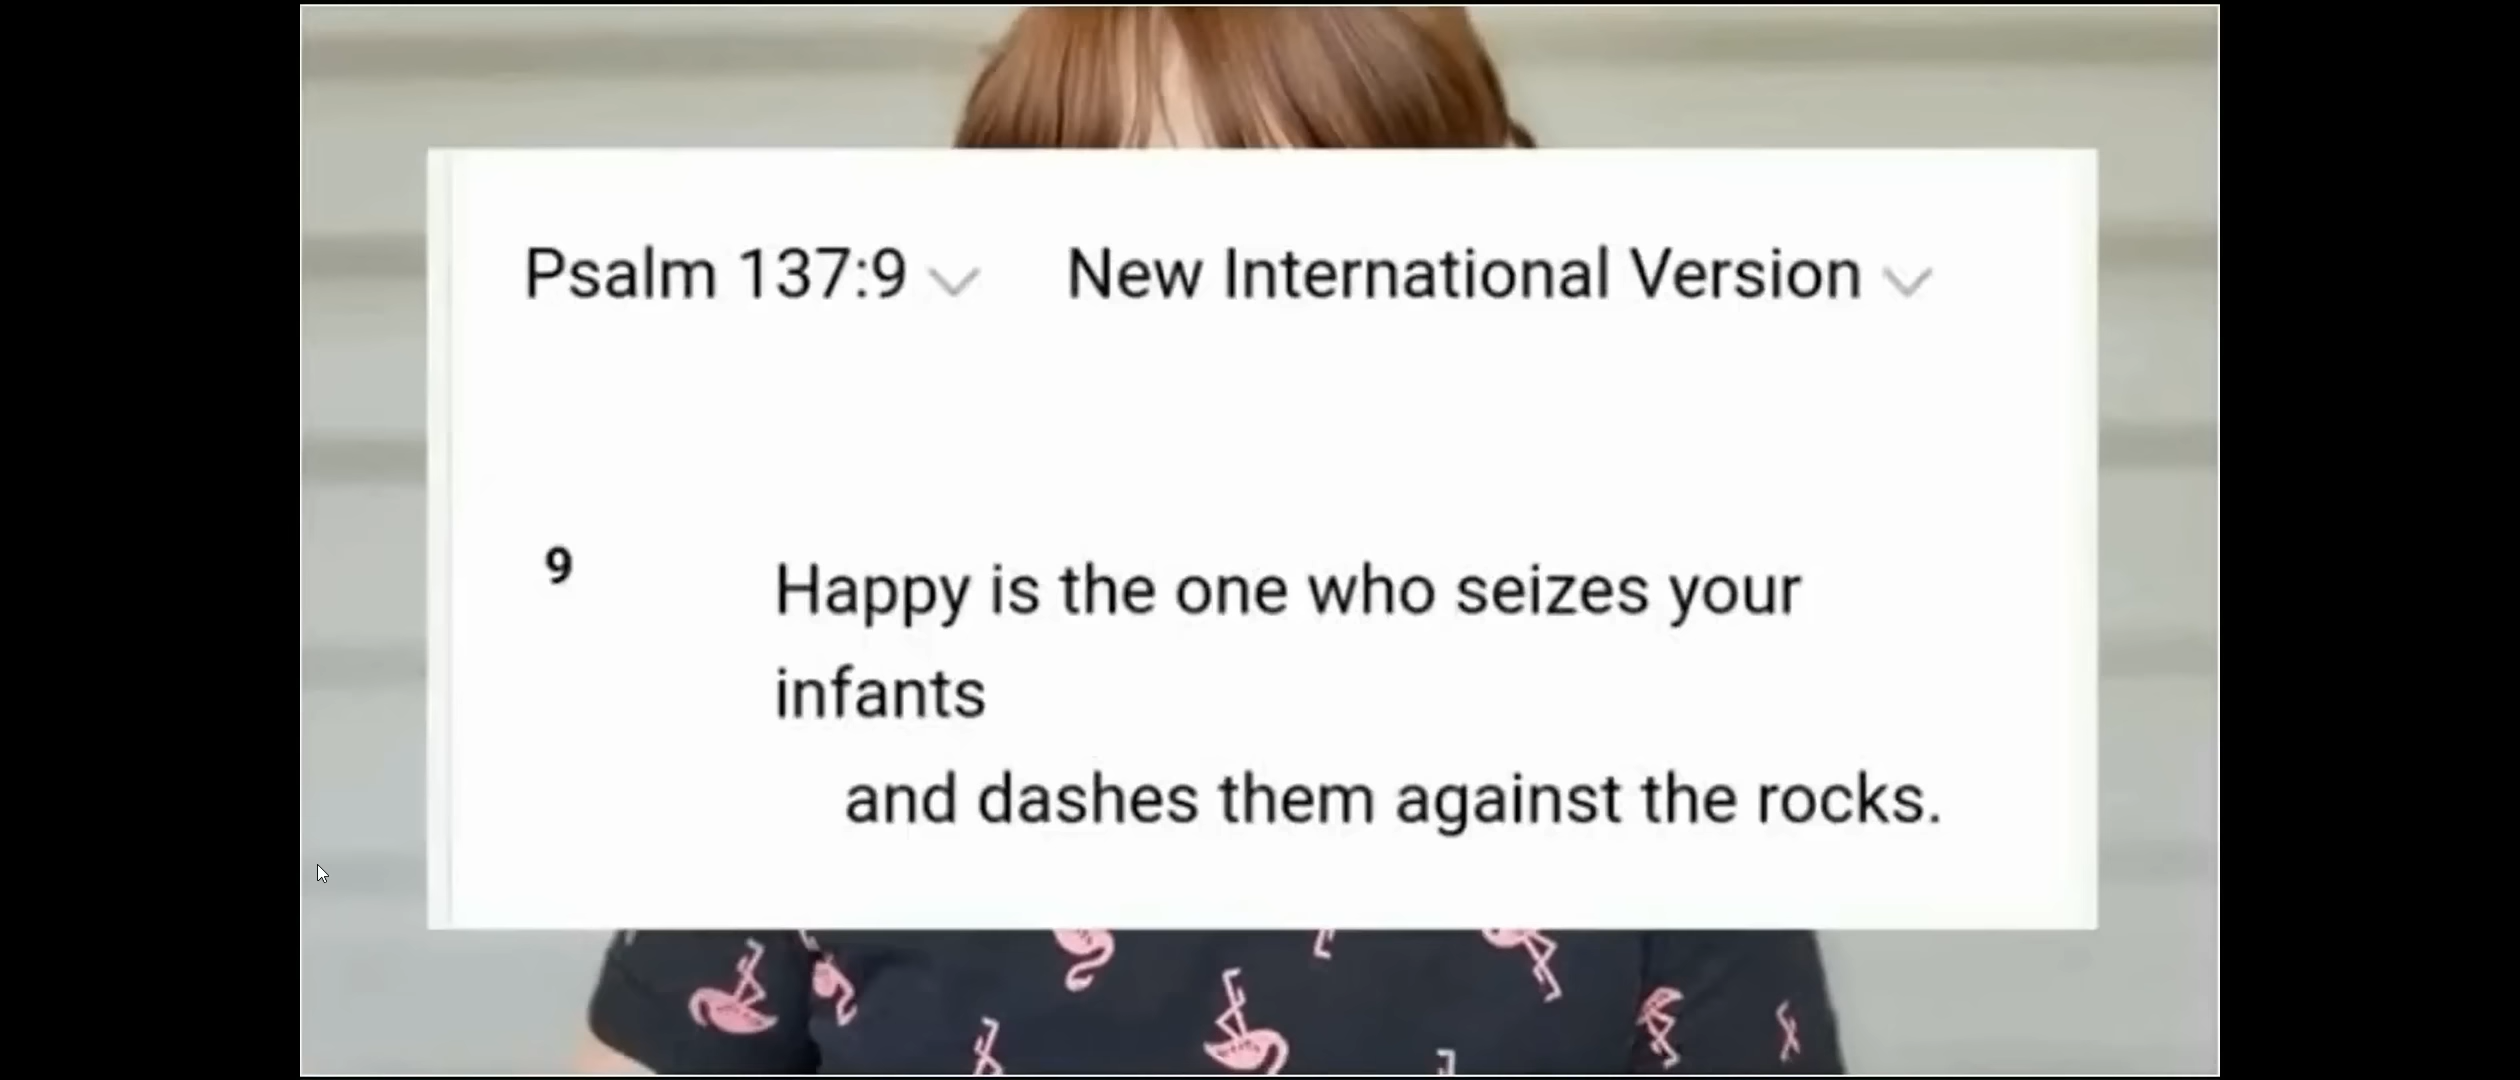 Psalm 137:9 New International Version
9 Happy is the one who seizes your
infants
and dashes them against the rocks.